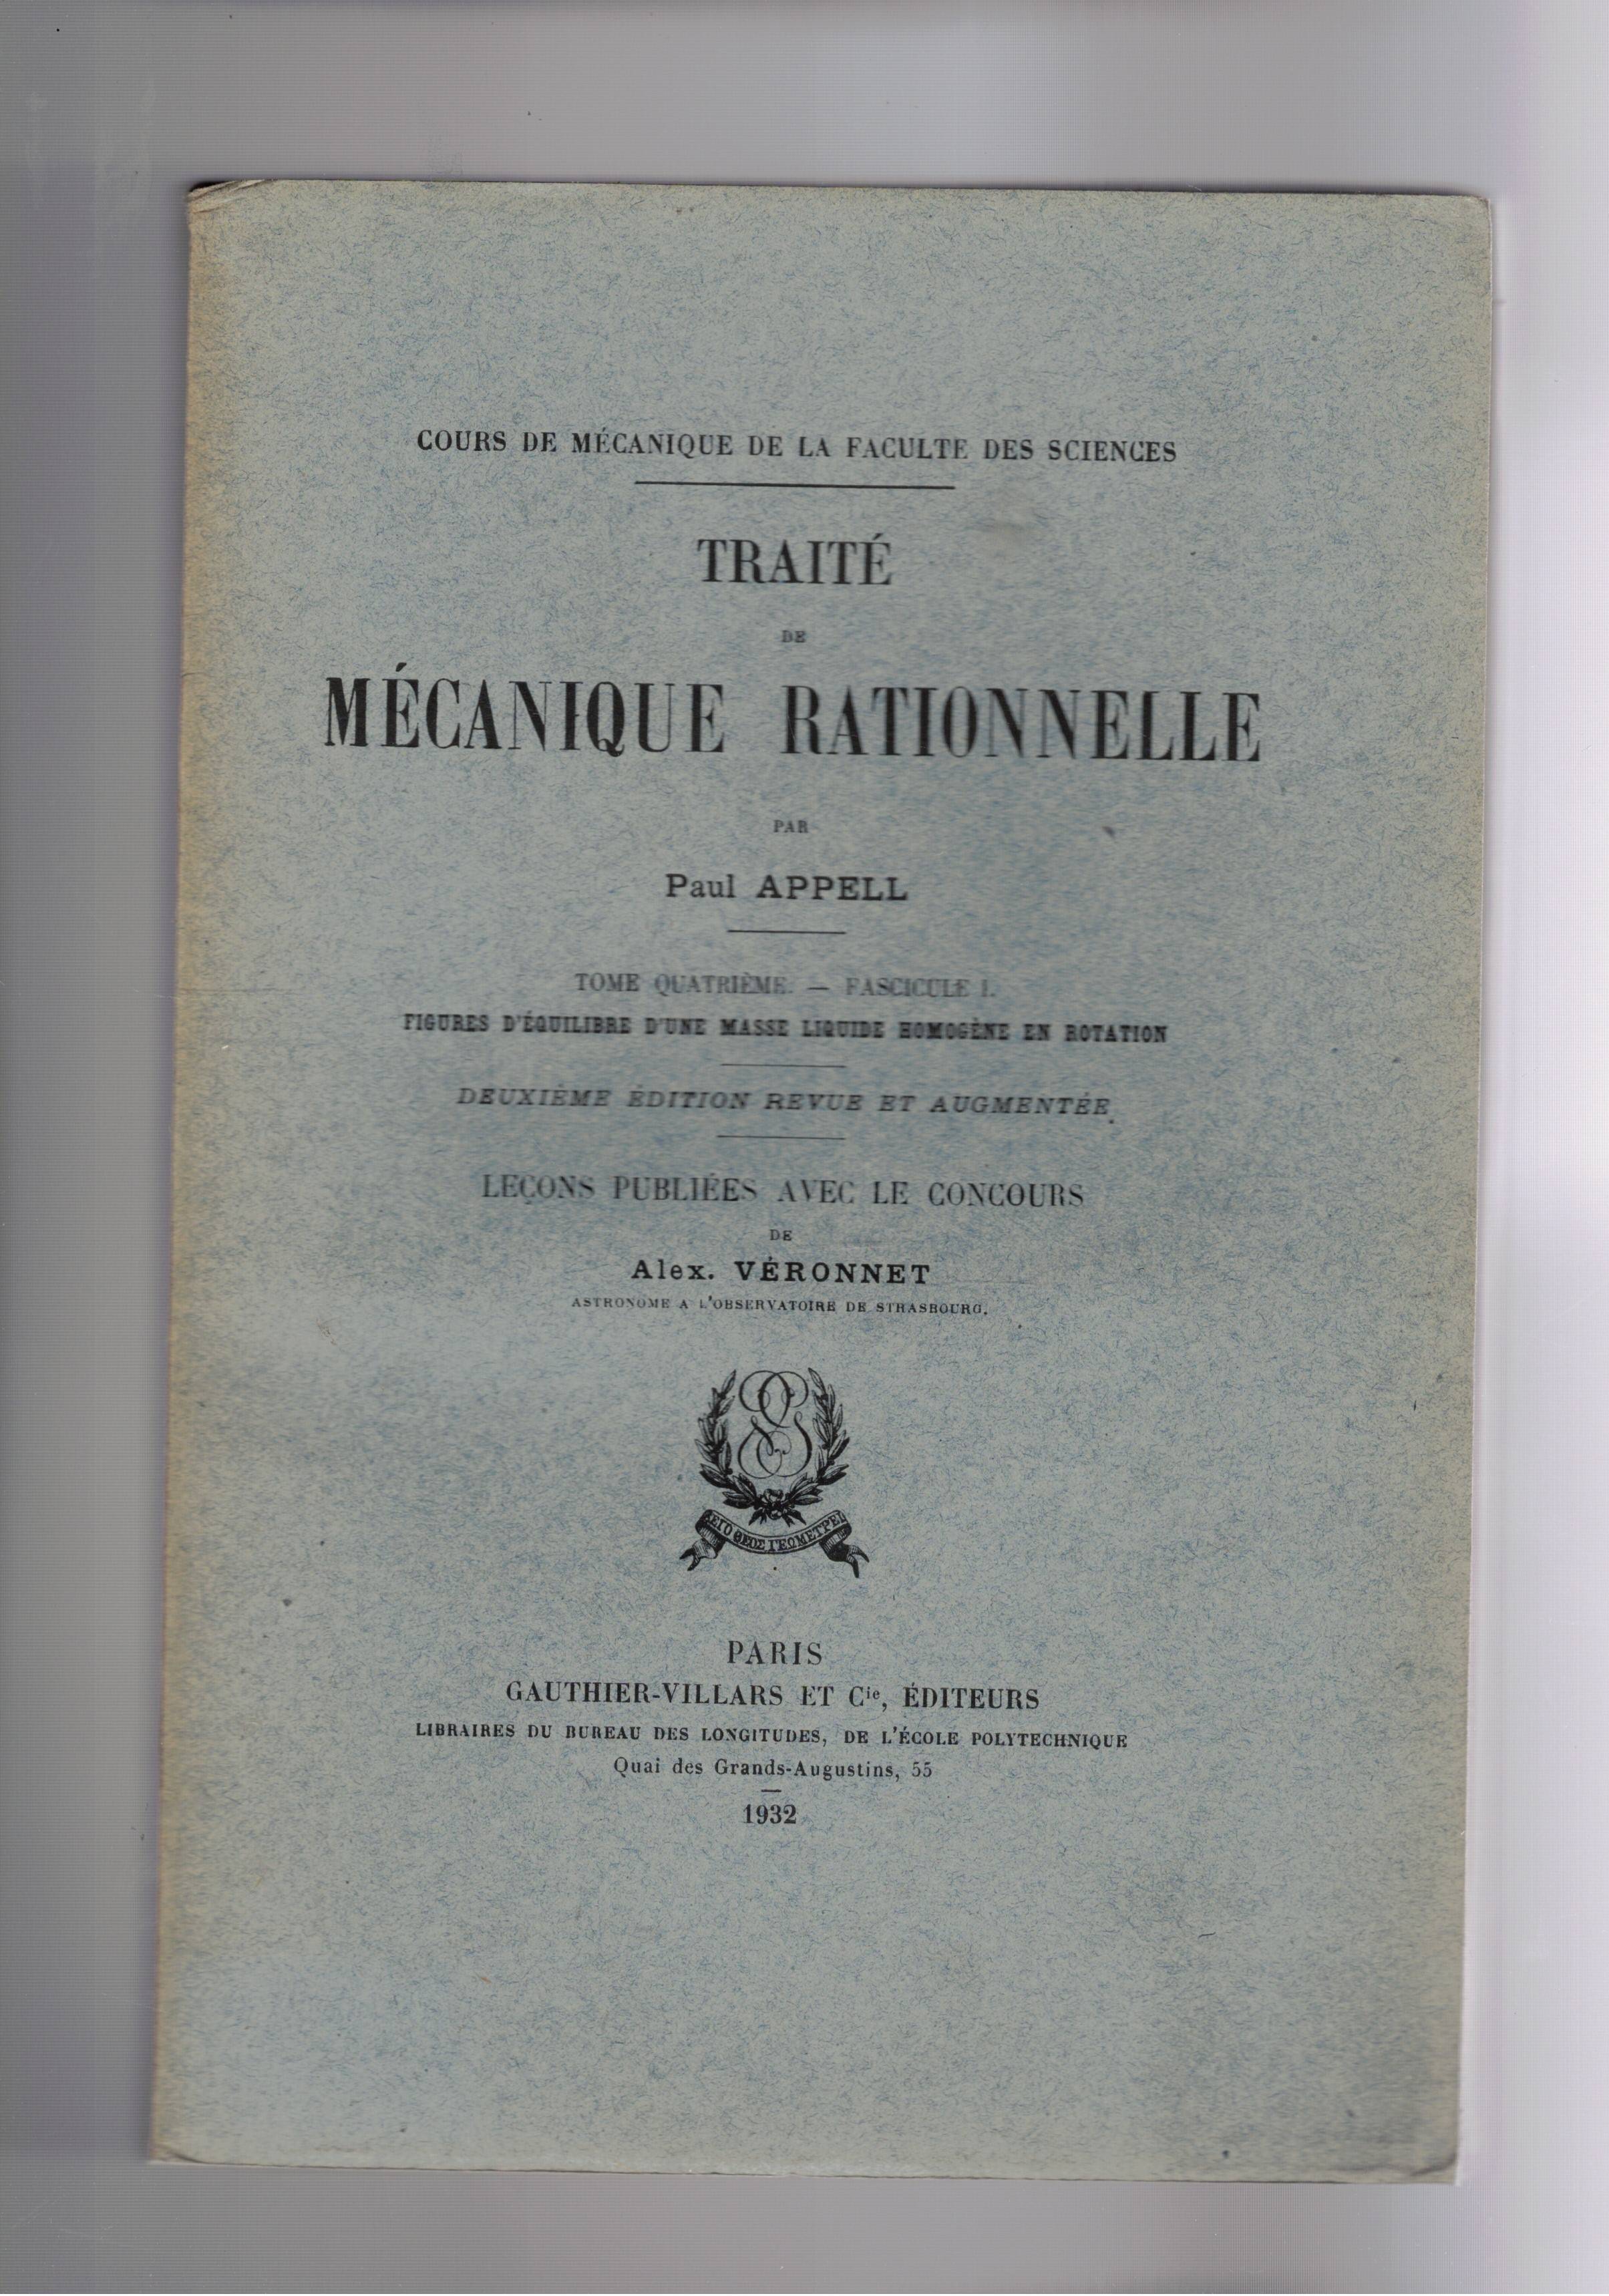 COURS DE MÉCANIQUE DE LA FACULTE DES SCIENCES
TRAITÉ
DE
MÉCANIQUE RATIONNELLE
PAR
Paul APPELL
TOME QUATRIÈME. — FASCICULE I.
FIGURES D'ÉQUILIBRE D'UNE MASSE LIQUIDE HOMOGÈNE EN ROTATION
DEUXIÈME ÉDITION REVUE ET AUGMENTÉE
LEÇONS PUBLIÉES AVEC LE CONCOURS
DE
Alex. VÉRONNET
ASTRONOME A L'OBSERVATOIRE DE STRASBOURG.
ΑΕΙ Ο ΘΕΟΣ ΓΕΩΜΕΤΡΕΙ
PARIS
GAUTHIER-VILLARS ET Cie, ÉDITEURS
LIBRAIRES DU BUREAU DES LONGITUDES, DE L'ÉCOLE POLYTECHNIQUE
Quai des Grands-Augustins, 55
1932